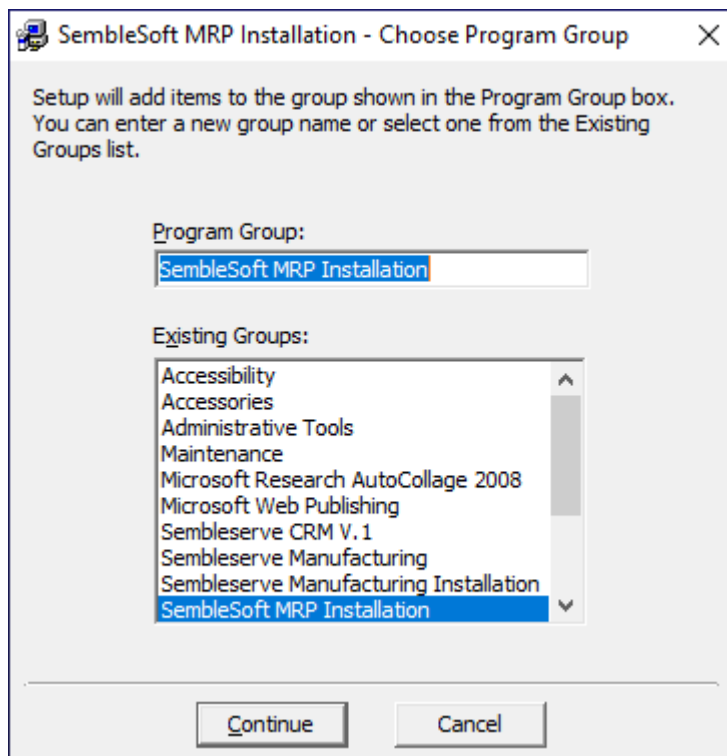 SembleSoft MRP Installation - Choose Program Group
Setup will add items to the group shown in the Program Group box.
You can enter a new group name or select one from the Existing
Groups list.
Program Group:
SembleSoft MRP Installation
Existing Groups:
Accessibility
Accessories
Administrative Tools
Maintenance
Microsoft Research AutoCollage 2008
Microsoft Web Publishing
Sembleserve CRM V.1
Sembleserve Manufacturing
Sembleserve Manufacturing Installation
SembleSoft MRP Installation
Continue
Cancel